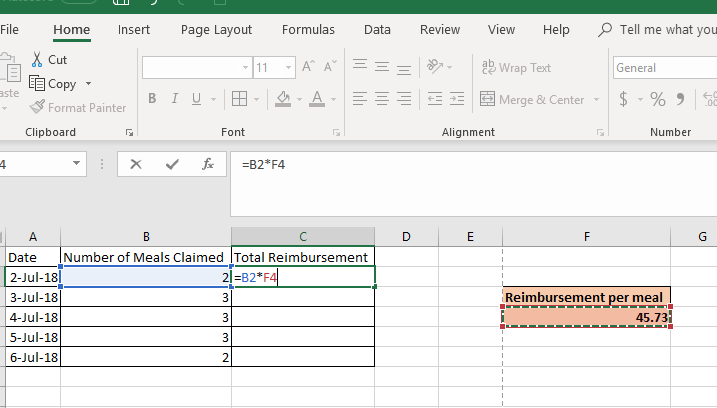 File Home Insert Page Layout Formulas Data Review View Help Tell me what you
Cut
Copy
Format Painter
Clipboard
11 A A
B I U A
Font
ab Wrap Text
Merge & Center
Alignment
General
$ % , .00
Number
4 fx =B2*F4
A B C D E F G
Date Number of Meals Claimed Total Reimbursement
2-Jul-18 2 =B2*F4
3-Jul-18 3 Reimbursement per meal
4-Jul-18 3 45.73
5-Jul-18 3
6-Jul-18 2